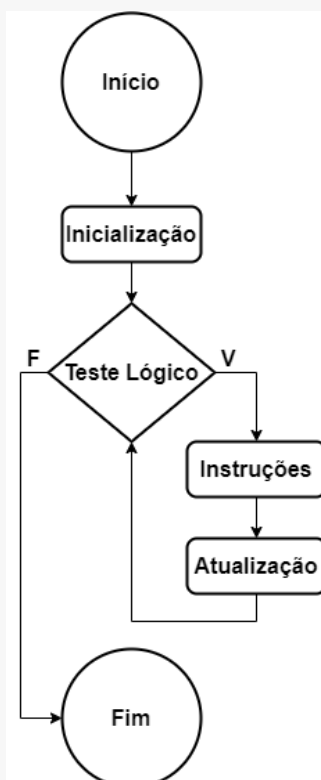 Início
Inicialização
F
V
Teste Lógico
Instruções
Atualização
Fim